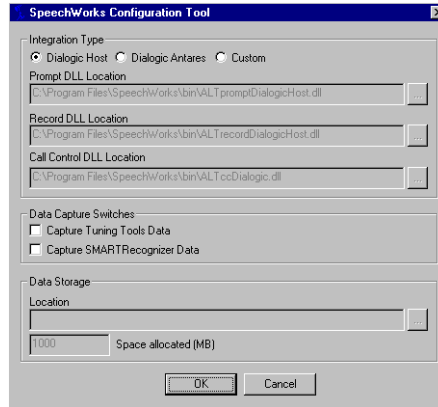 SpeechWorks Configuration Tool
Integration Type
Dialogic Host Dialogic Antares Custom
Prompt DLL Location
C:\Program Files\SpeechWorks\bin\ALTpromptDialogicHost.dll
...
Record DLL Location
C:\Program Files\SpeechWorks\bin\ALTrecordDialogicHost.dll
...
Call Control DLL Location
C:\Program Files\SpeechWorks\bin\ALTccDialogic.dll
...
Data Capture Switches
Capture Tuning Tools Data
Capture SMARTRecognizer Data
Data Storage
Location
...
1000 Space allocated (MB)
OK Cancel